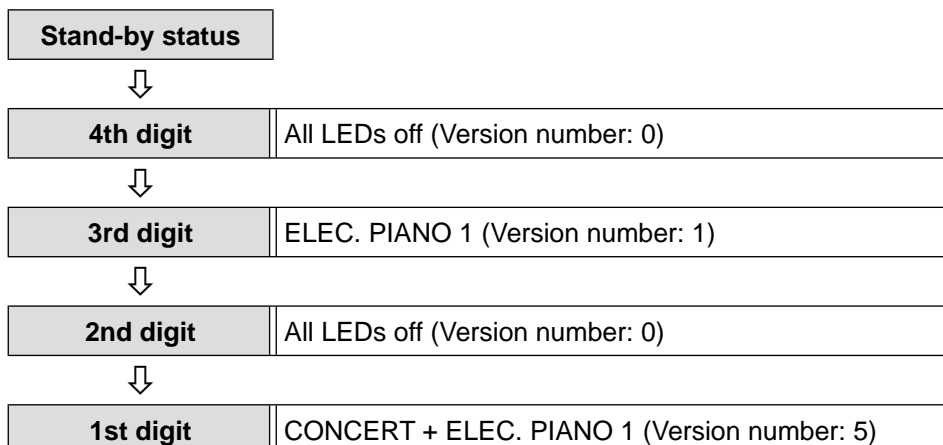 Stand-by status
4th digit All LEDs off (Version number: 0)
3rd digit ELEC. PIANO 1 (Version number: 1)
2nd digit All LEDs off (Version number: 0)
1st digit CONCERT + ELEC. PIANO 1 (Version number: 5)